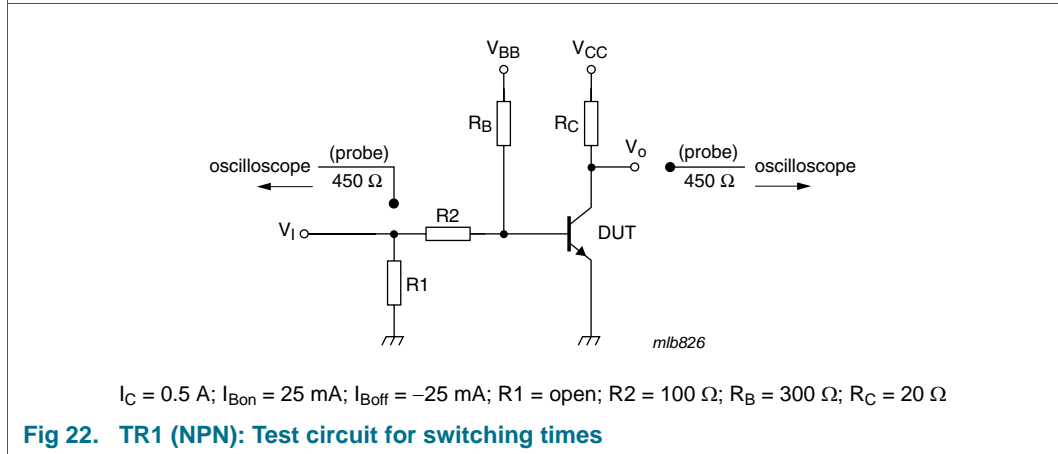 VBB
VCC
RB
RC
oscilloscope
(probe)
450 Ω
Vo
(probe)
450 Ω
oscilloscope
R2
VI
DUT
R1
mlb826
IC = 0.5 A; IBon = 25 mA; IBoff = −25 mA; R1 = open; R2 = 100 Ω; RB = 300 Ω; RC = 20 Ω
Fig 22. TR1 (NPN): Test circuit for switching times